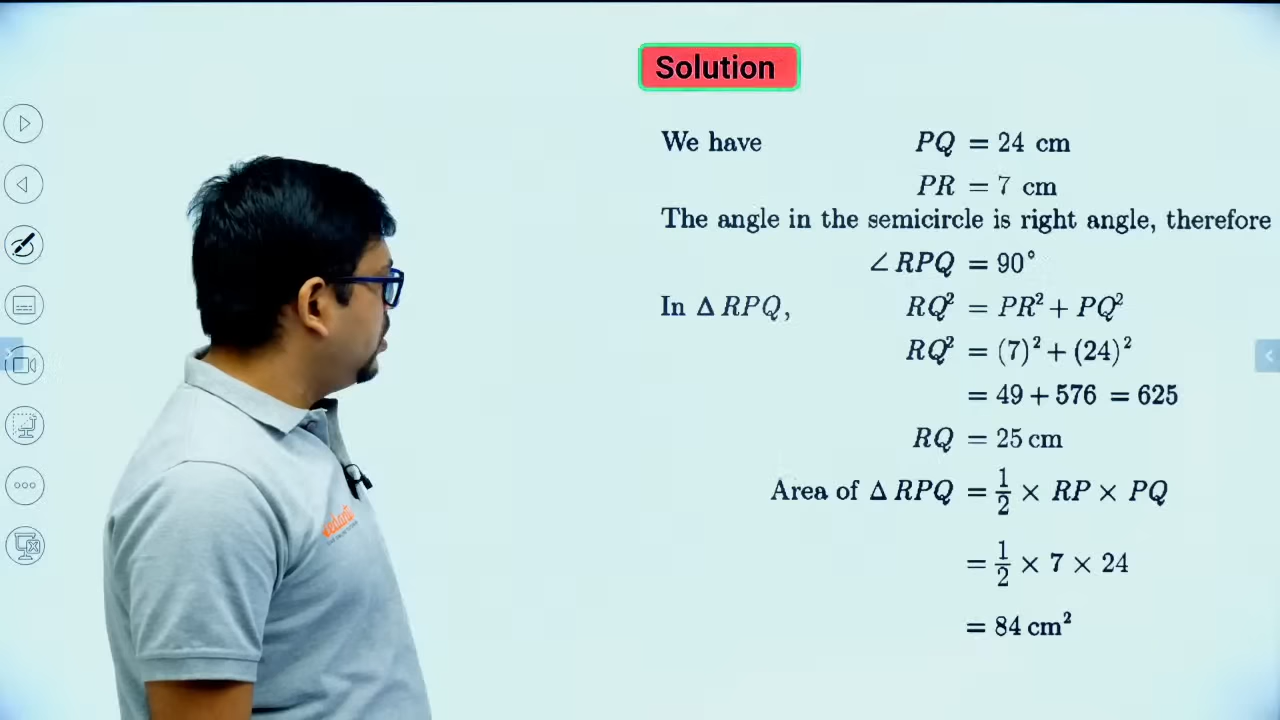 Solution
We have PQ = 24 cm
PR = 7 cm
The angle in the semicircle is right angle, therefore
∠RPQ = 90°
In Δ RPQ, RQ² = PR² + PQ²
RQ² = (7)² + (24)²
= 49 + 576 = 625
RQ = 25 cm
Area of Δ RPQ = 1/2 × RP × PQ
= 1/2 × 7 × 24
= 84 cm²